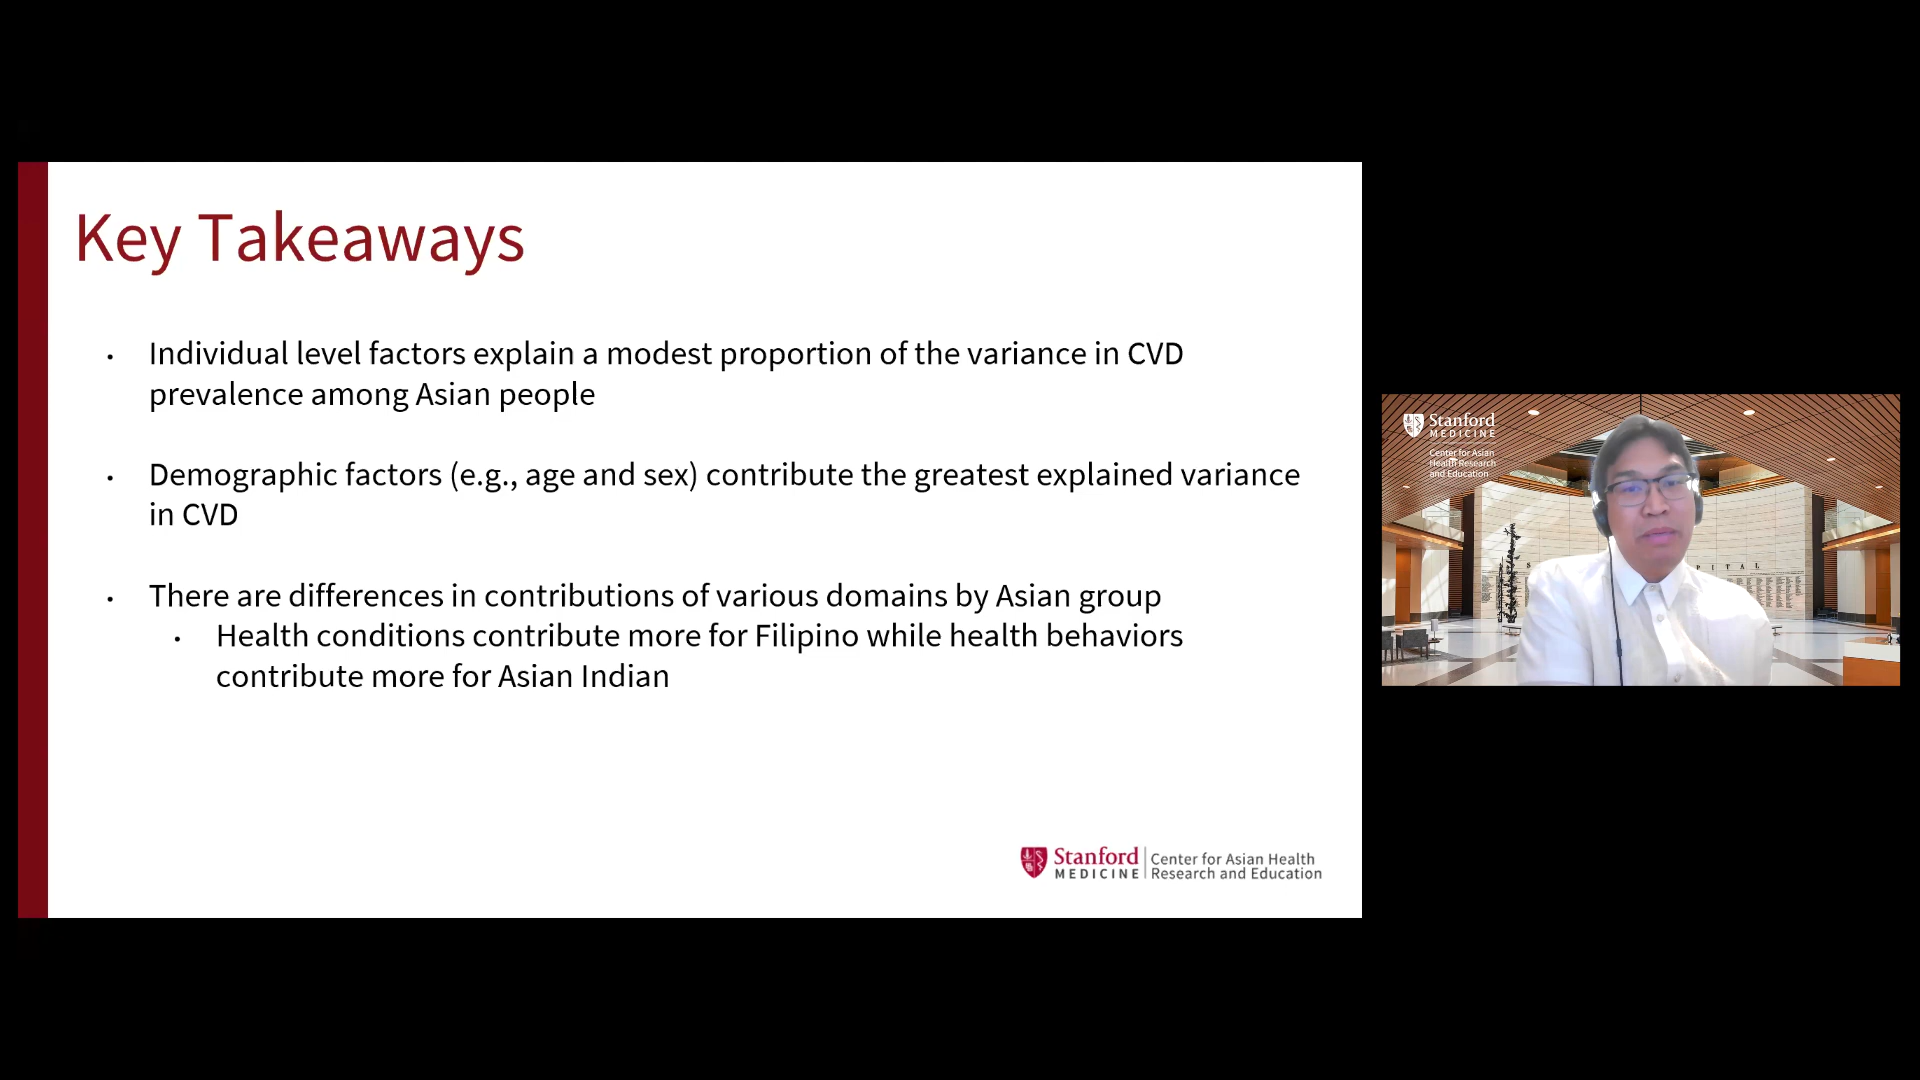 Key Takeaways
• Individual level factors explain a modest proportion of the variance in CVD
prevalence among Asian people
• Demographic factors (e.g., age and sex) contribute the greatest explained variance
in CVD
• There are differences in contributions of various domains by Asian group
• Health conditions contribute more for Filipino while health behaviors
contribute more for Asian Indian
Stanford
MEDICINE
Center for Asian Health
Research and Education
Stanford
MEDICINE
Center for Asian
Health Research
and Education